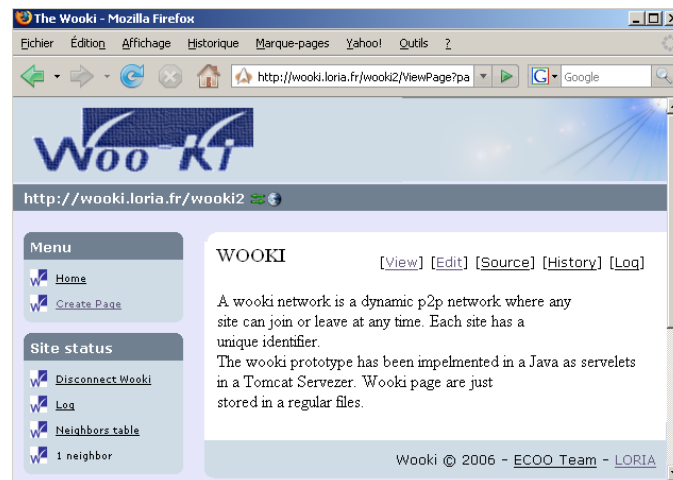 The Wooki - Mozilla Firefox
Fichier Édition Affichage Historique Marque-pages Yahoo! Outils ?
http://wooki.loria.fr/wooki2/ViewPage?pa G Google
Woo-Ki
http://wooki.loria.fr/wooki2
Menu
Home
Create Page
Site status
Disconnect Wooki
Log
Neighbors table
1 neighbor
WOOKI
[View] [Edit] [Source] [History] [Log]
A wooki network is a dynamic p2p network where any
site can join or leave at any time. Each site has a
unique identifier.
The wooki prototype has been impelmented in a Java as servelets
in a Tomcat Servezer. Wooki page are just
stored in a regular files.
Wooki © 2006 - ECOO Team - LORIA